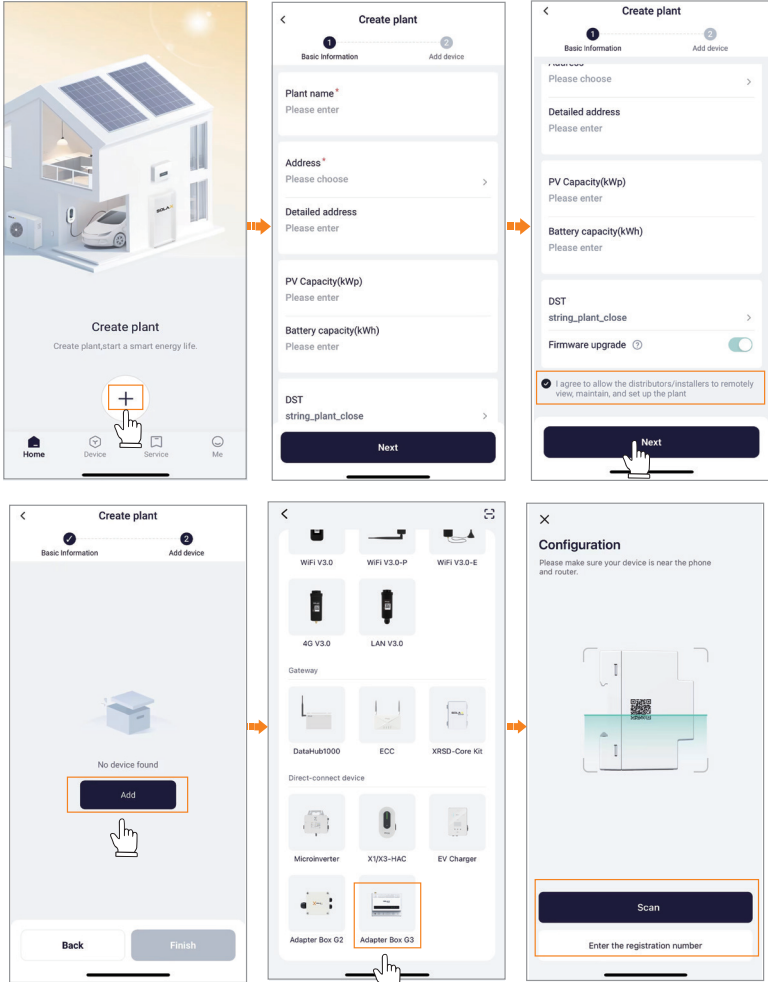 SOLAX
Create plant
Create plant,start a smart energy life.
Home
Device
Service
Me
Create plant
1
2
Basic Information
Add device
Plant name*
Please enter
Address*
Please choose
Detailed address
Please enter
PV Capacity(kWp)
Please enter
Battery capacity(kWh)
Please enter
DST
string_plant_close
Next
Create plant
1
2
Basic Information
Add device
Address
Please choose
Detailed address
Please enter
PV Capacity(kWp)
Please enter
Battery capacity(kWh)
Please enter
DST
string_plant_close
Firmware upgrade ?
I agree to allow the distributors/installers to remotely
view, maintain, and set up the plant
Next
Create plant
2
Basic Information
Add device
No device found
Add
Back
Finish
WiFi V3.0
WiFi V3.0-P
WiFi V3.0-E
4G V3.0
LAN V3.0
Gateway
DataHub1000
ECC
XRSD-Core Kit
Direct-connect device
Microinverter
X1/X3-HAC
EV Charger
Adapter Box G2
Adapter Box G3
Configuration
Please make sure your device is near the phone
and router.
Scan
Enter the registration number